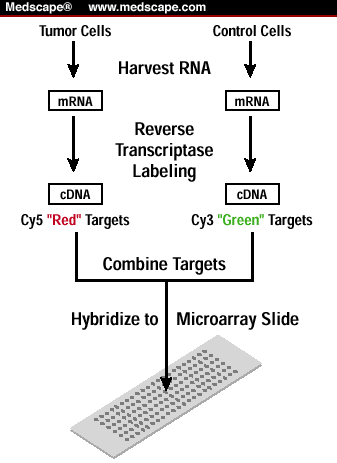 Medscape® www.medscape.com
Tumor Cells Control Cells
Harvest RNA
mRNA mRNA
Reverse
Transcriptase
Labeling
cDNA cDNA
Cy5 "Red" Targets Cy3 "Green" Targets
Combine Targets
Hybridize to Microarray Slide